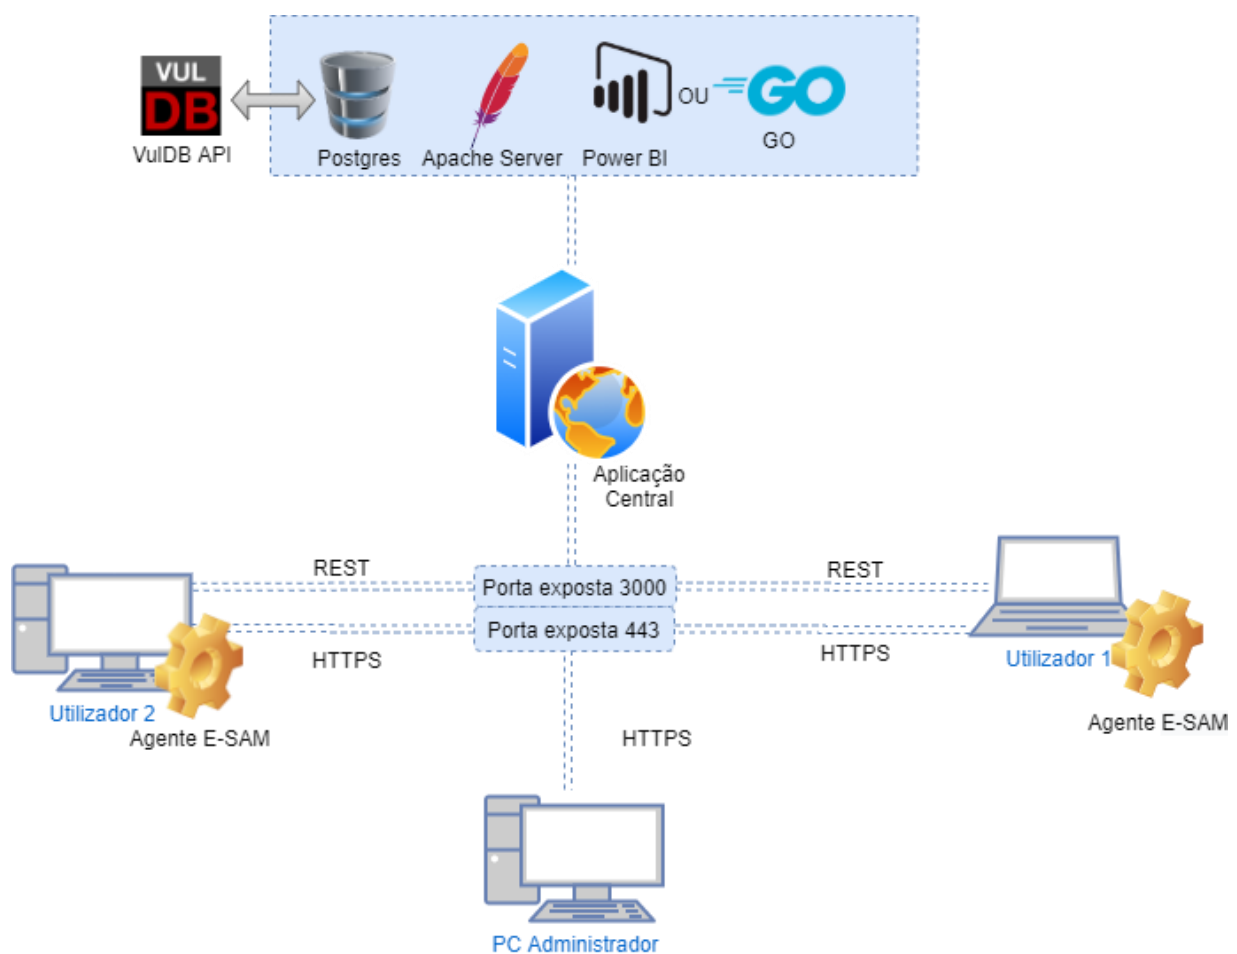 VUL
DB
VulDB API
Postgres
Apache Server
Power BI
OU
GO
GO
Aplicação
Central
REST
Porta exposta 3000
REST
Porta exposta 443
HTTPS
HTTPS
Utilizador 2
Agente E-SAM
Utilizador 1
Agente E-SAM
HTTPS
PC Administrador